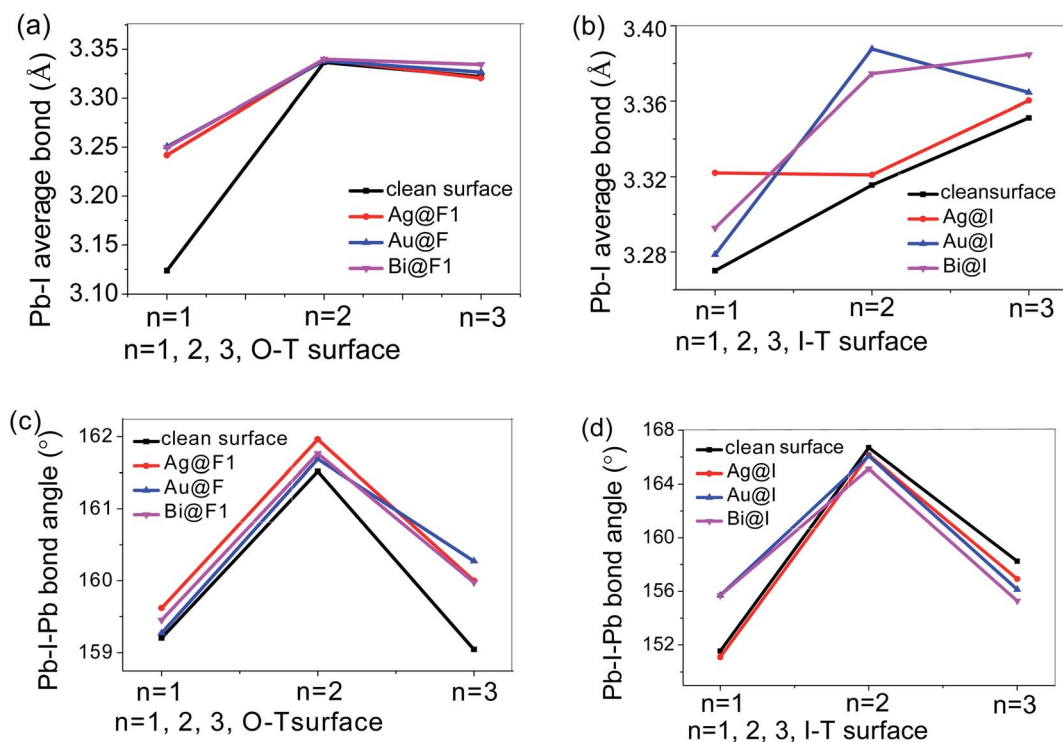 (a)
Pb-I average bond (Å)
3.35
3.30
3.25
3.20
3.15
3.10
clean surface
Ag@F1
Au@F
Bi@F1
n=1
n=2
n=3
n=1, 2, 3, O-T surface
(b)
Pb-I average bond (Å)
3.40
3.36
3.32
3.28
cleansurface
Ag@I
Au@I
Bi@I
n=1
n=2
n=3
n=1, 2, 3, I-T surface
(c)
Pb-I-Pb bond angle (°)
162
161
160
159
clean surface
Ag@F1
Au@F
Bi@F1
n=1
n=2
n=3
n=1, 2, 3, O-Tsurface
(d)
Pb-I-Pb bond angle (°)
168
164
160
156
152
clean surface
Ag@I
Au@I
Bi@I
n=1
n=2
n=3
n=1, 2, 3, I-T surface